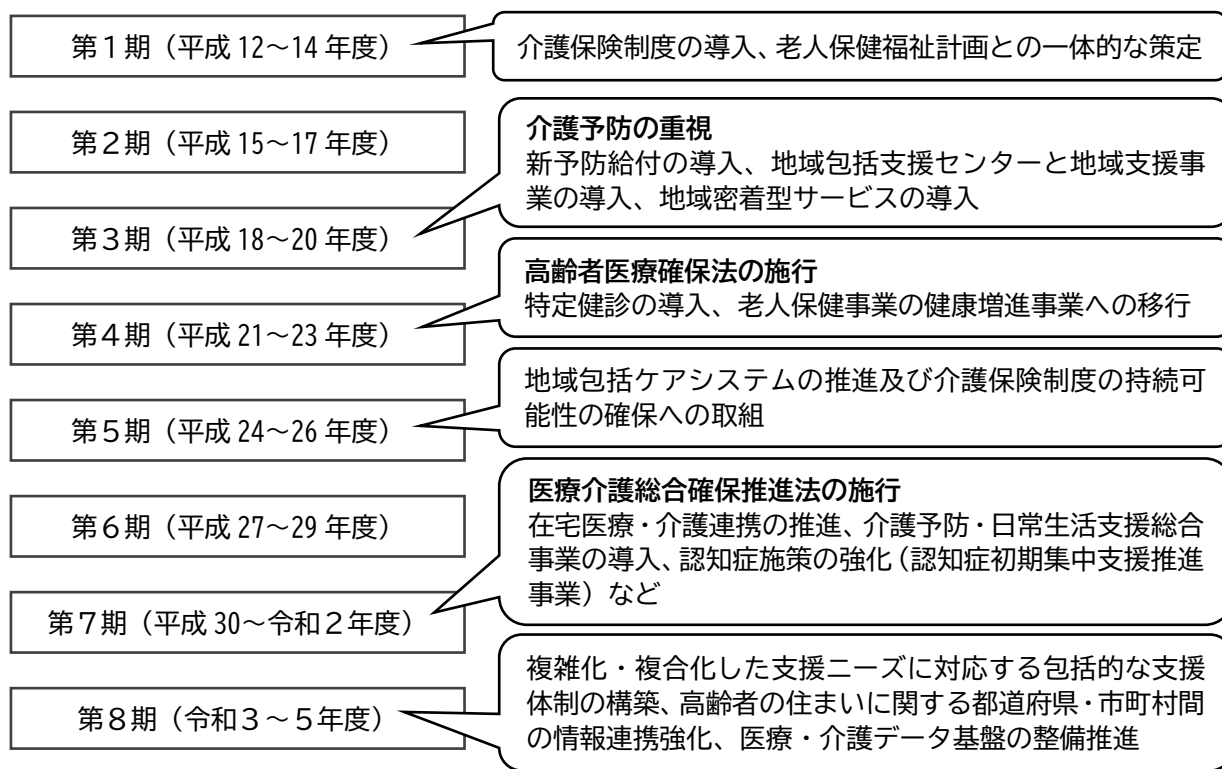 第１期（平成 12～14 年度）
介護保険制度の導入、老人保健福祉計画との一体的な策定
第２期（平成 15～17 年度）
介護予防の重視
新予防給付の導入、地域包括支援センターと地域支援事
業の導入、地域密着型サービスの導入
第３期（平成 18～20 年度）
高齢者医療確保法の施行
特定健診の導入、老人保健事業の健康増進事業への移行
第４期（平成 21～23 年度）
地域包括ケアシステムの推進及び介護保険制度の持続可
能性の確保への取組
第５期（平成 24～26 年度）
医療介護総合確保推進法の施行
在宅医療・介護連携の推進、介護予防・日常生活支援総合
事業の導入、認知症施策の強化（認知症初期集中支援推進
事業）など
第６期（平成 27～29 年度）
第７期（平成 30～令和２年度）
複雑化・複合化した支援ニーズに対応する包括的な支援
体制の構築、高齢者の住まいに関する都道府県・市町村間
の情報連携強化、医療・介護データ基盤の整備推進
第８期（令和３～５年度）